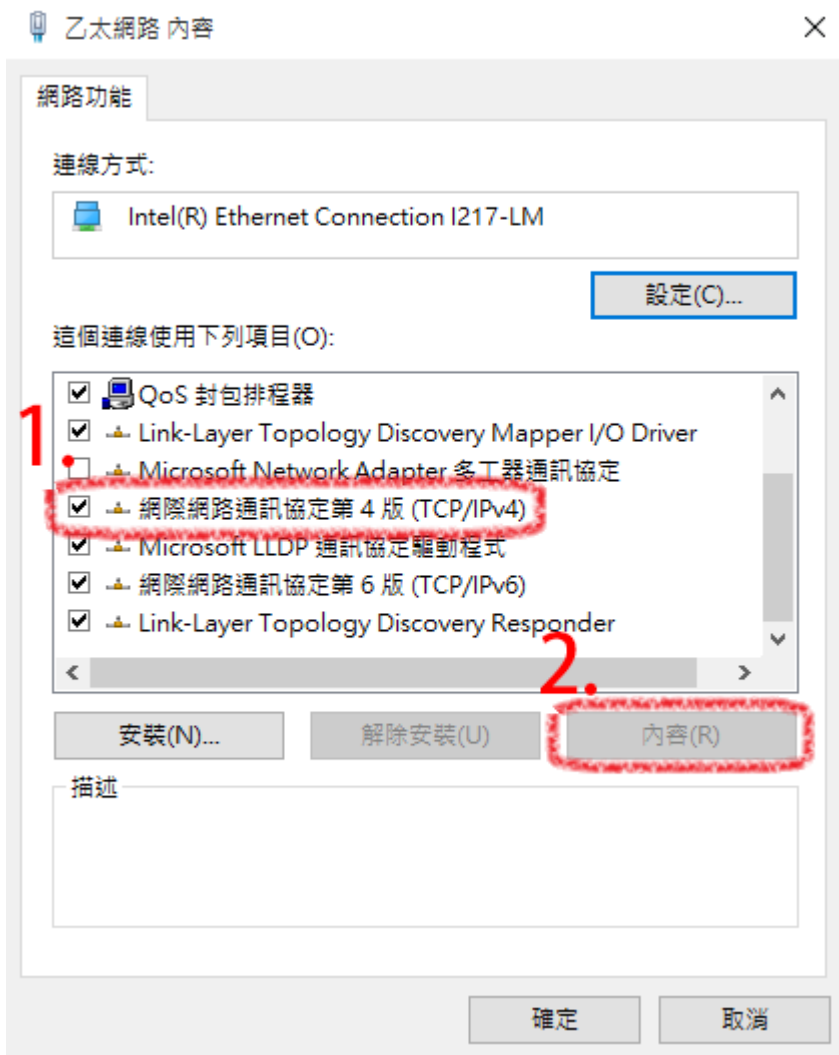 乙太網路 內容
網路功能
連線方式:
Intel(R) Ethernet Connection I217-LM
設定(C)...
這個連線使用下列項目(O):
QoS 封包排程器
1.
Link-Layer Topology Discovery Mapper I/O Driver
Microsoft Network Adapter 多工器通訊協定
網際網路通訊協定第 4 版 (TCP/IPv4)
Microsoft LLDP 通訊協定驅動程式
網際網路通訊協定第 6 版 (TCP/IPv6)
Link-Layer Topology Discovery Responder
2.
安裝(N)... 解除安裝(U) 內容(R)
描述
確定 取消